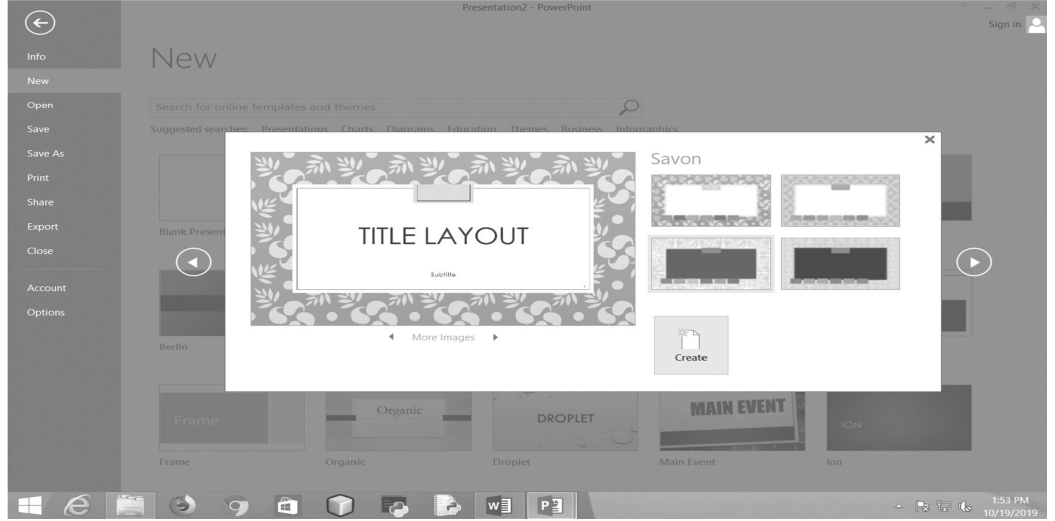 Presentation2 - PowerPoint
? 
Sign in
Info
New
Open
Save
Save As
Print
Share
Export
Close
Account
Options
New
Search for online templates and themes
Suggested searches: Presentations Charts Diagrams Education Themes Business Infographics
Blank Present
Berlin
Savon
TITLE LAYOUT
Subtitle
1
More Images
Create
Frame
Organic
DROPLET
MAIN EVENT
ION
Frame
Organic
Droplet
Main Event
Ion
1:53 PM
10/19/2019